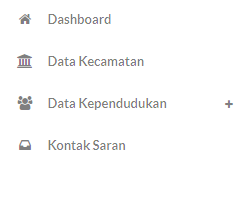 Dashboard
Data Kecamatan
Data Kependudukan +
Kontak Saran